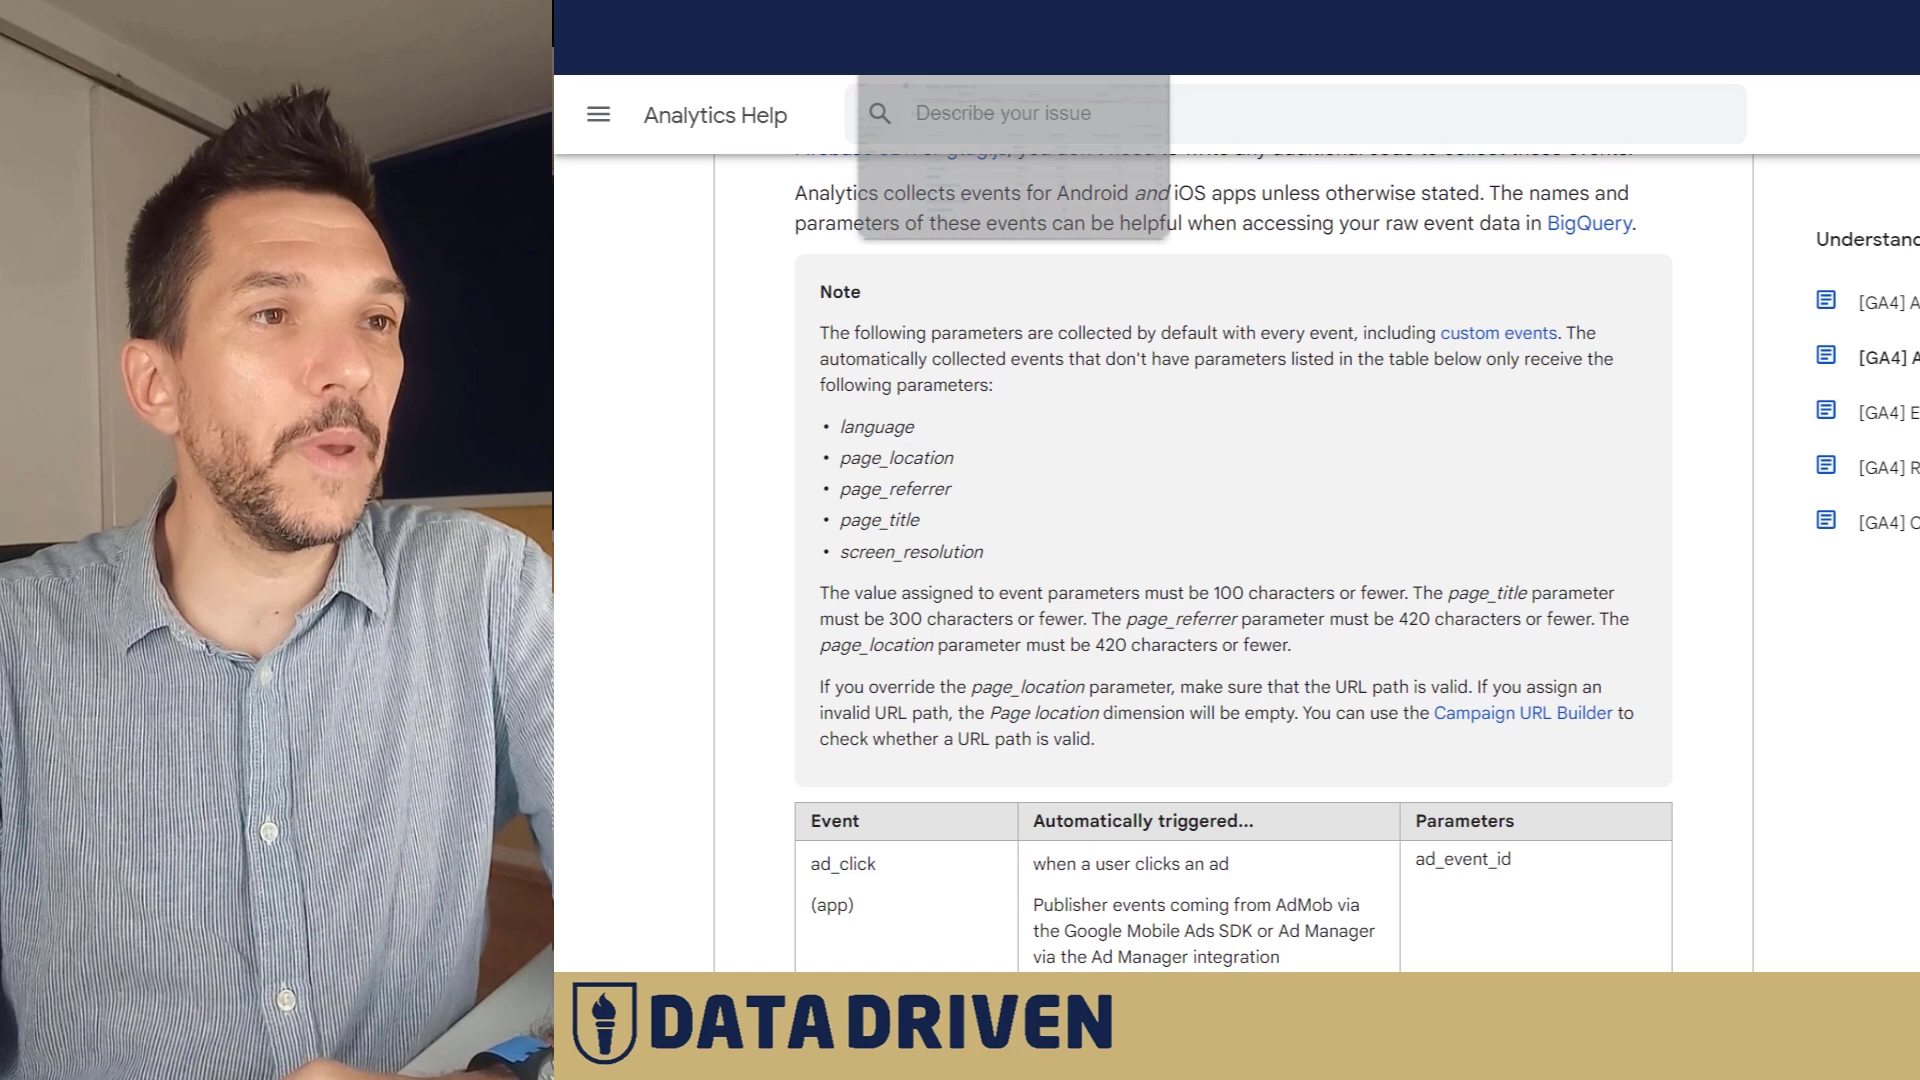 Analytics Help
Describe your issue
Analytics collects events for Android and iOS apps unless otherwise stated. The names and
parameters of these events can be helpful when accessing your raw event data in BigQuery.
Note
The following parameters are collected by default with every event, including custom events. The
automatically collected events that don't have parameters listed in the table below only receive the
following parameters:
• language
• page_location
• page_referrer
• page_title
• screen_resolution
The value assigned to event parameters must be 100 characters or fewer. The page_title parameter
must be 300 characters or fewer. The page_referrer parameter must be 420 characters or fewer. The
page_location parameter must be 420 characters or fewer.
If you override the page_location parameter, make sure that the URL path is valid. If you assign an
invalid URL path, the Page location dimension will be empty. You can use the Campaign URL Builder to
check whether a URL path is valid.
Event Automatically triggered... Parameters
ad_click when a user clicks an ad ad_event_id
(app) Publisher events coming from AdMob via
the Google Mobile Ads SDK or Ad Manager
via the Ad Manager integration
Understand
[GA4] A
[GA4] A
[GA4] E
[GA4] R
[GA4] C
DATA DRIVEN